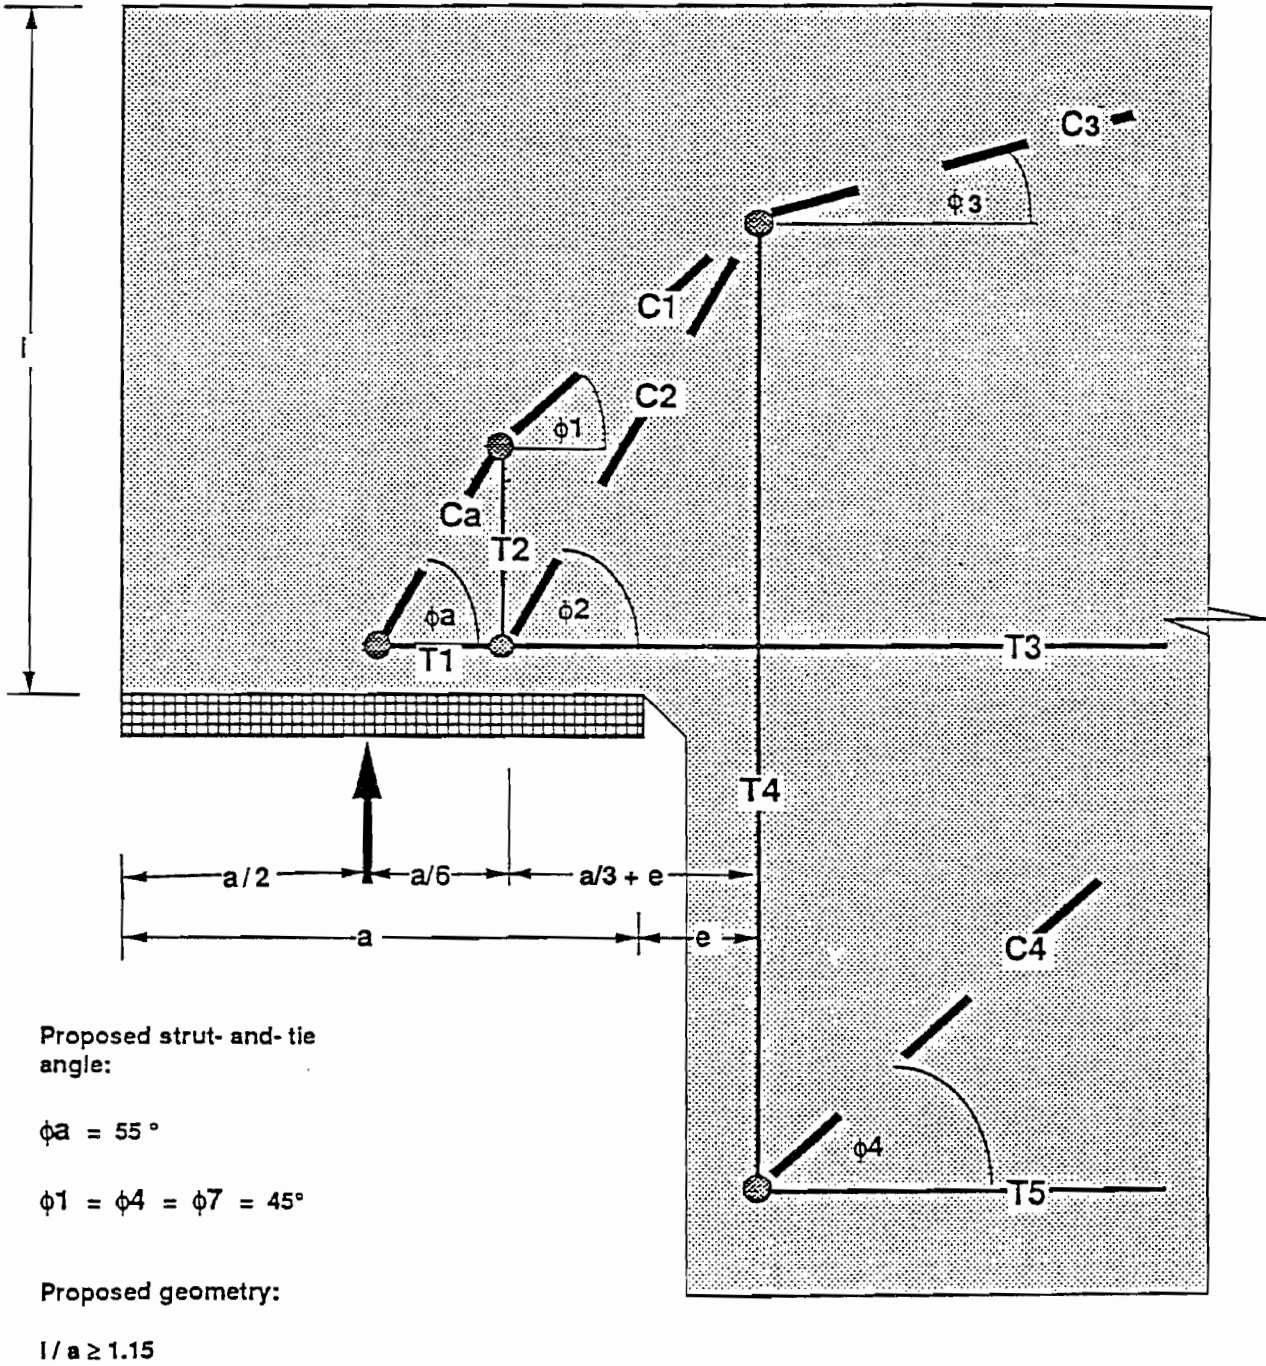 C3
ϕ3
C1
l
C2
ϕ1
Ca
T2
ϕa
ϕ2
T1
T3
T4
a/2
a/6
a/3 + e
a
e
C4
Proposed strut- and- tie
angle:
ϕ4
ϕa = 55 °
T5
ϕ1 = ϕ4 = ϕ7 = 45°
Proposed geometry:
l / a ≥ 1.15